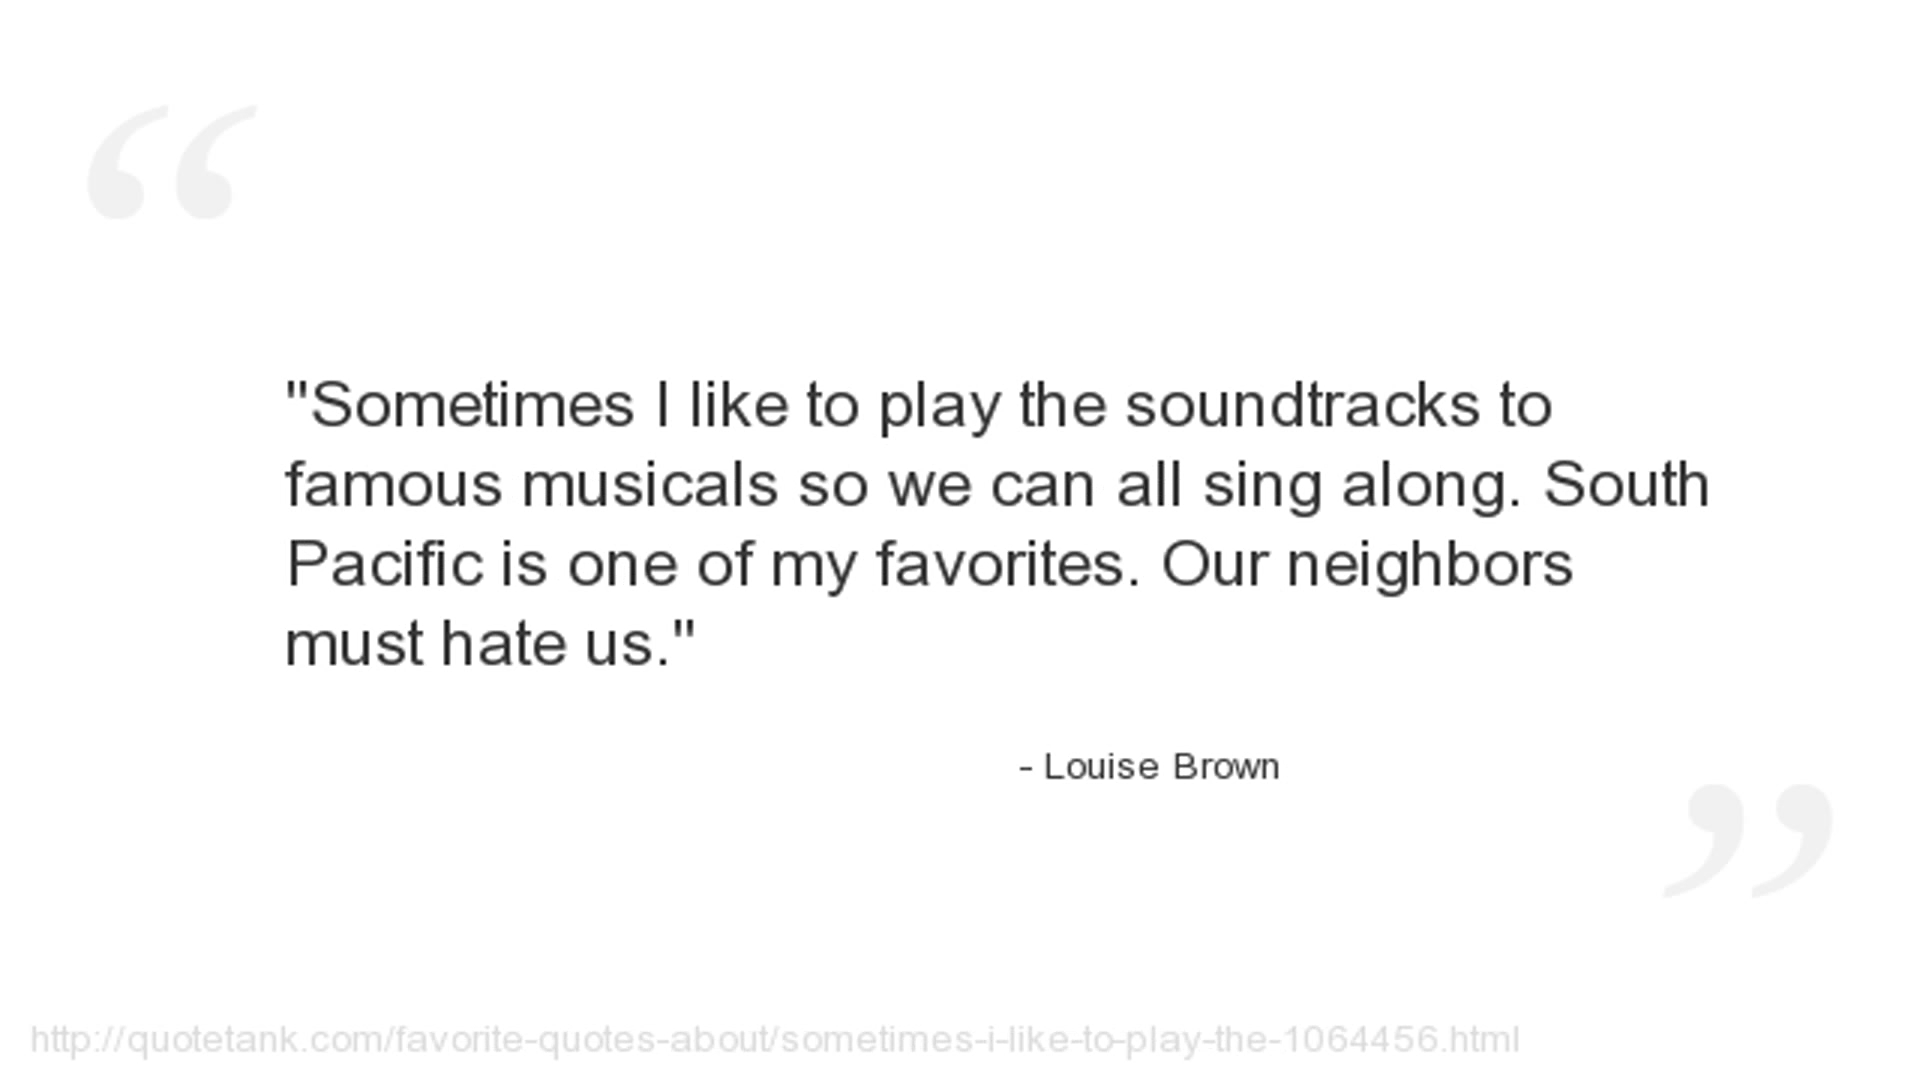 "Sometimes I like to play the soundtracks to
famous musicals so we can all sing along. South
Pacific is one of my favorites. Our neighbors
must hate us."
- Louise Brown
http://quotetank.com/favorite-quotes-about/sometimes-i-like-to-play-the-1064456.html